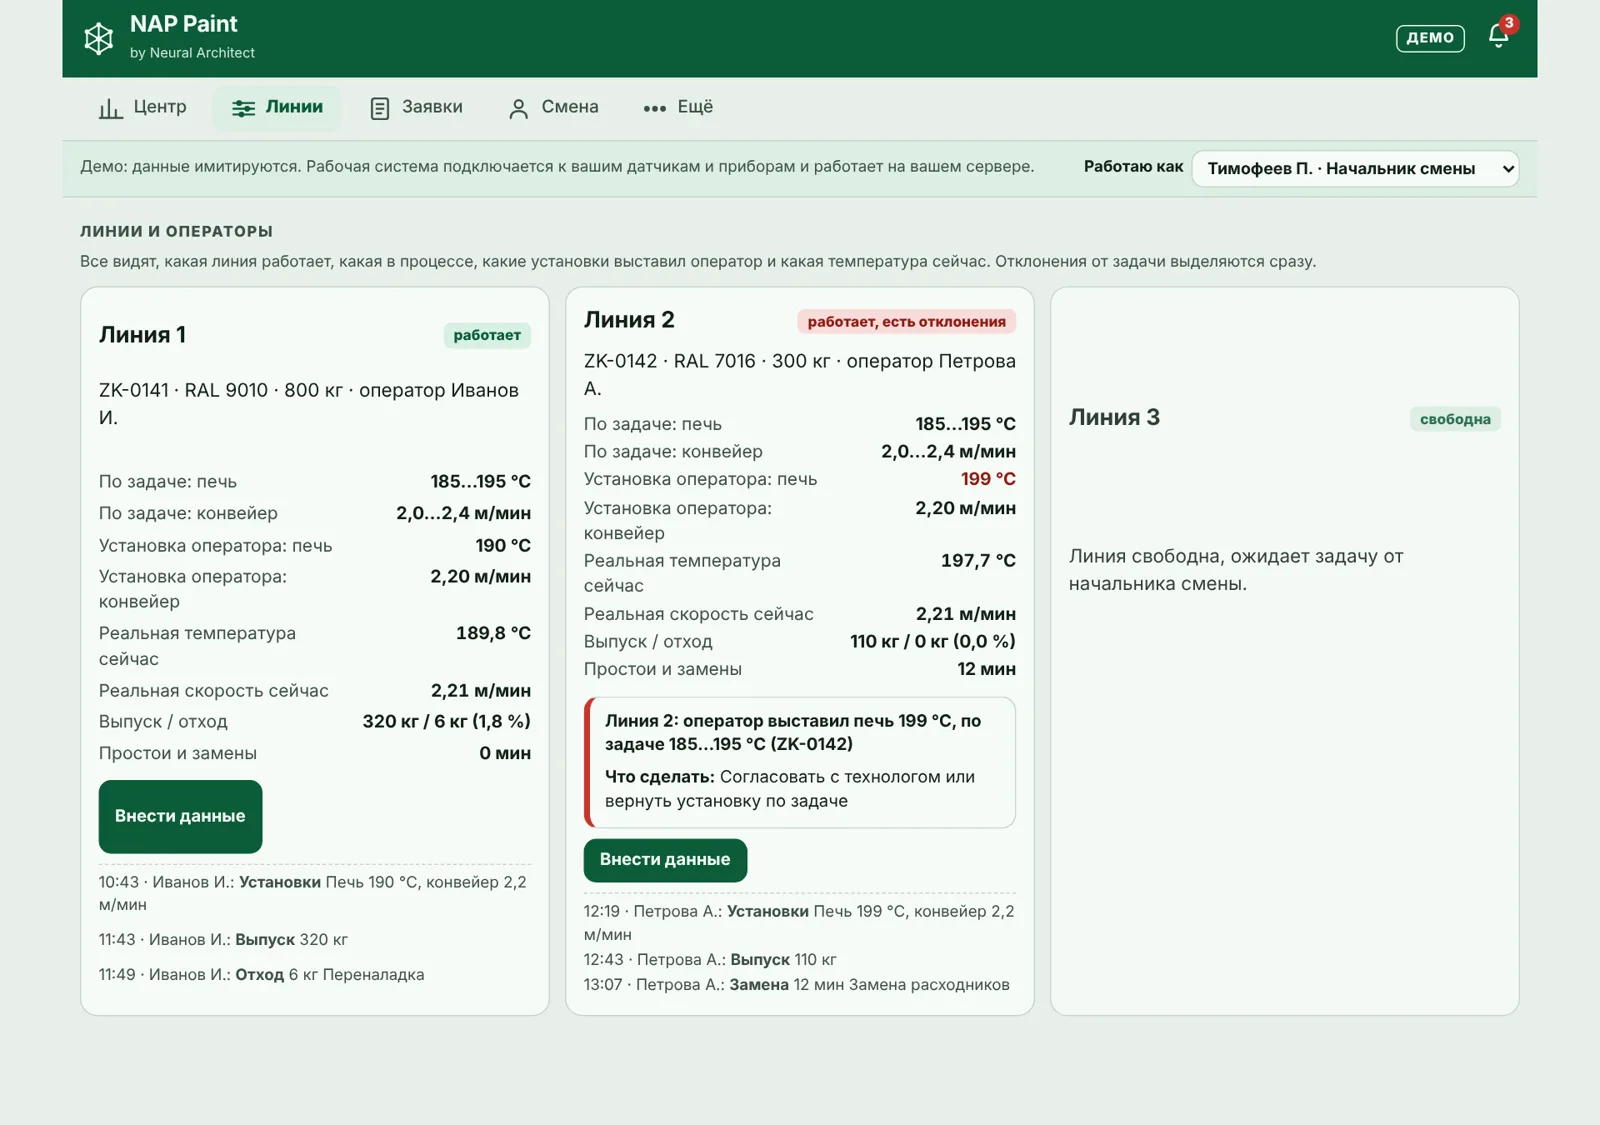 NAP Paint
by Neural Architect
ДЕМО
3
Центр
Линии
Заявки
Смена
Ещё
Демо: данные имитируются. Рабочая система подключается к вашим датчикам и приборам и работает на вашем сервере.
Работаю как
Тимофеев П. · Начальник смены
ЛИНИИ И ОПЕРАТОРЫ
Все видят, какая линия работает, какая в процессе, какие установки выставил оператор и какая температура сейчас. Отклонения от задачи выделяются сразу.
Линия 1
работает
ZK-0141 · RAL 9010 · 800 кг · оператор Иванов
И.
По задаче: печь 185…195 °C
По задаче: конвейер 2,0…2,4 м/мин
Установка оператора: печь 190 °C
Установка оператора: 2,20 м/мин
конвейер
Реальная температура 189,8 °C
сейчас
Реальная скорость сейчас 2,21 м/мин
Выпуск / отход 320 кг / 6 кг (1,8 %)
Простои и замены 0 мин
Внести данные
10:43 · Иванов И.: Установки Печь 190 °C, конвейер 2,2
м/мин
11:43 · Иванов И.: Выпуск 320 кг
11:49 · Иванов И.: Отход 6 кг Переналадка
Линия 2
работает, есть отклонения
ZK-0142 · RAL 7016 · 300 кг · оператор Петрова
А.
По задаче: печь 185…195 °C
По задаче: конвейер 2,0…2,4 м/мин
Установка оператора: печь 199 °C
Установка оператора: 2,20 м/мин
конвейер
Реальная температура 197,7 °C
сейчас
Реальная скорость сейчас 2,21 м/мин
Выпуск / отход 110 кг / 0 кг (0,0 %)
Простои и замены 12 мин
Линия 2: оператор выставил печь 199 °C, по
задаче 185…195 °C (ZK-0142)
Что сделать: Согласовать с технологом или
вернуть установку по задаче
Внести данные
12:19 · Петрова А.: Установки Печь 199 °C, конвейер 2,2
м/мин
12:43 · Петрова А.: Выпуск 110 кг
13:07 · Петрова А.: Замена 12 мин Замена расходников
Линия 3
свободна
Линия свободна, ожидает задачу от
начальника смены.